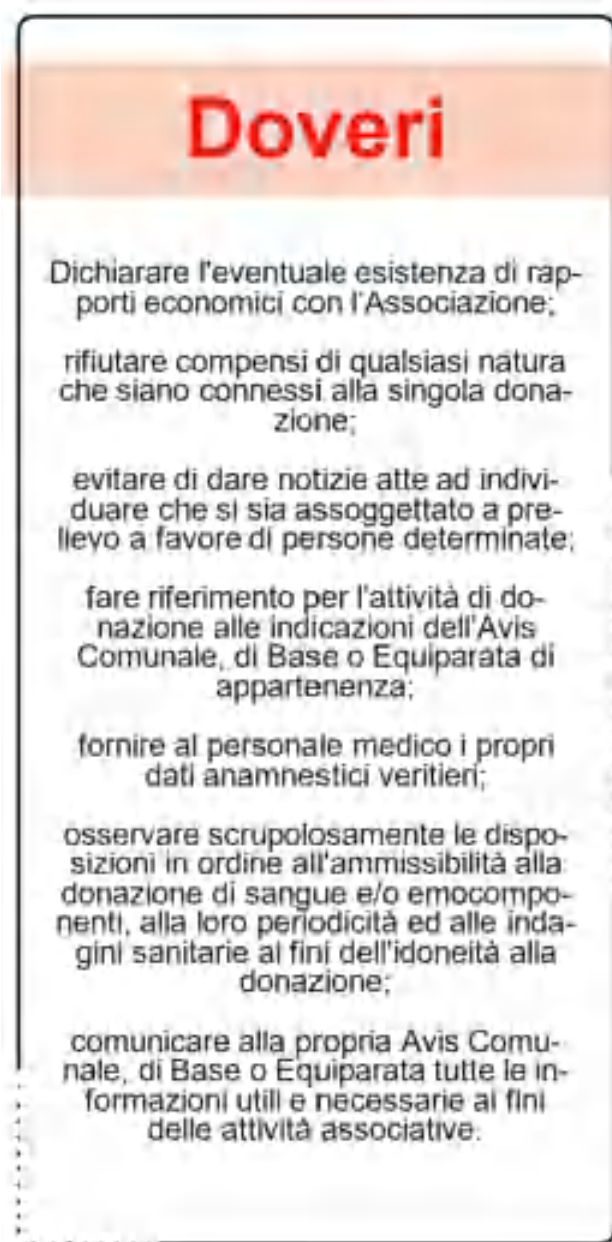 Doveri
Dichiarare l'eventuale esistenza di rap-
porti economici con l'Associazione;
rifiutare compensi di qualsiasi natura
che siano connessi alla singola dona-
zione;
evitare di dare notizie atte ad indivi-
duare che si sia assoggettato a pre-
lievo a favore di persone determinate;
fare riferimento per l'attività di do-
nazione alle indicazioni dell'Avis
Comunale, di Base o Equiparata di
appartenenza;
fornire al personale medico i propri
dati anamnestici veritieri;
osservare scrupolosamente le dispo-
sizioni in ordine all'ammissibilità alla
donazione di sangue e/o emocompo-
nenti, alla loro periodicità ed alle inda-
gini sanitarie ai fini dell'idoneità alla
donazione;
comunicare alla propria Avis Comu-
nale, di Base o Equiparata tutte le in-
formazioni utili e necessarie ai fini
delle attività associative.